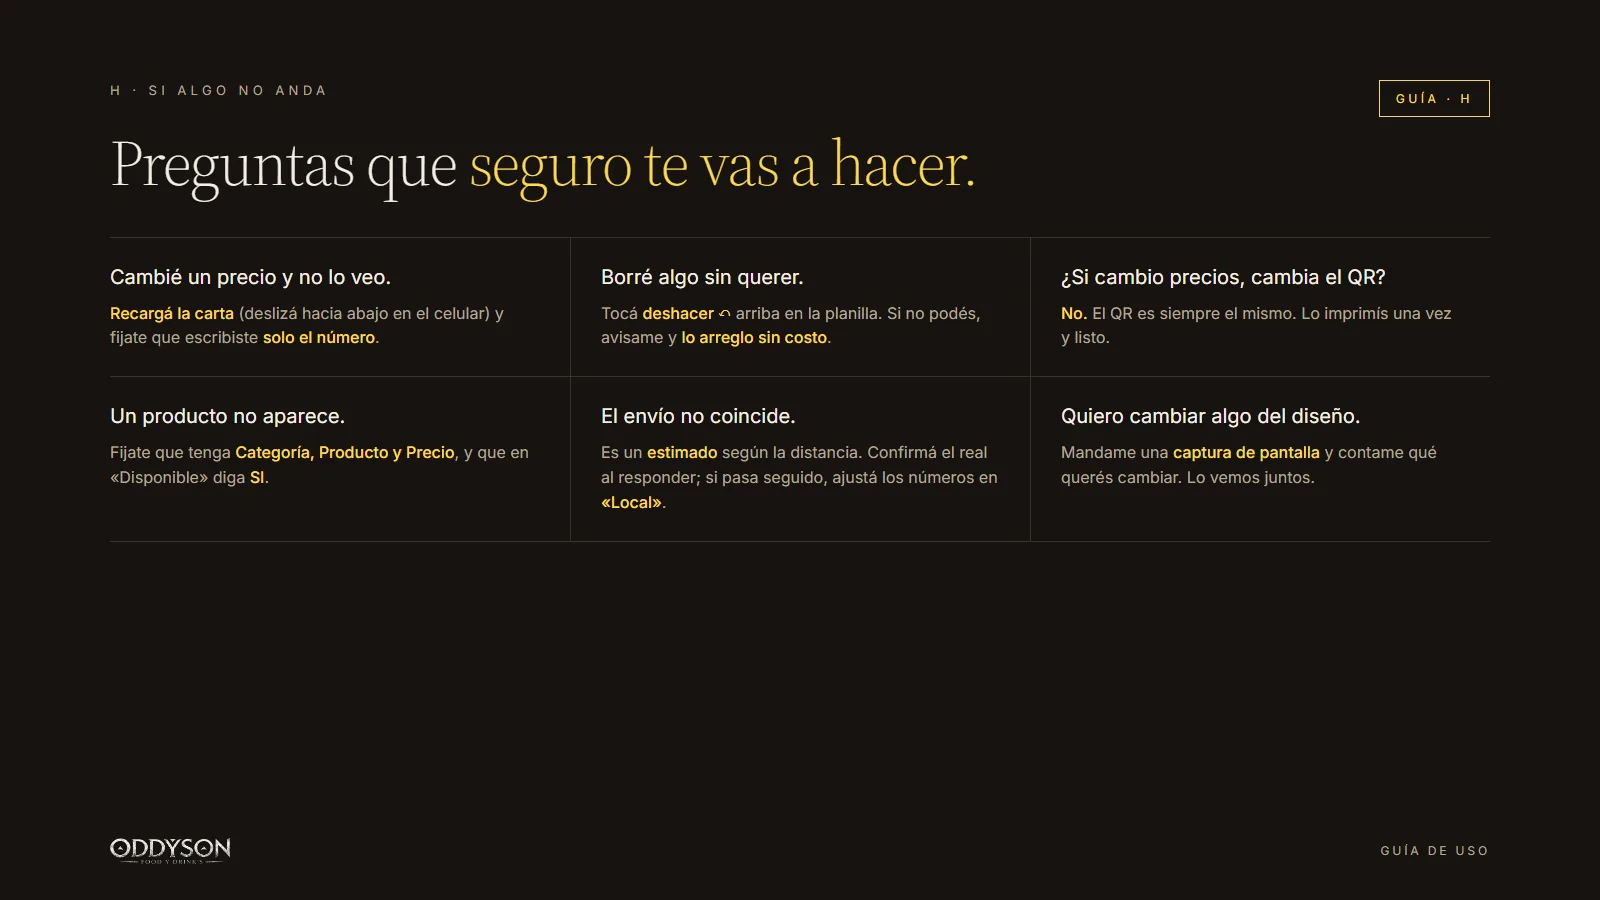 H · SI ALGO NO ANDA
GUÍA · H
Preguntas que seguro te vas a hacer.
Cambié un precio y no lo veo.
Recargá la carta (deslizá hacia abajo en el celular) y
fijate que escribiste solo el número.
Borré algo sin querer.
Tocá deshacer ↶ arriba en la planilla. Si no podés,
avisame y lo arreglo sin costo.
¿Si cambio precios, cambia el QR?
No. El QR es siempre el mismo. Lo imprimís una vez
y listo.
Un producto no aparece.
Fijate que tenga Categoría, Producto y Precio, y que en
«Disponible» diga SI.
El envío no coincide.
Es un estimado según la distancia. Confirmá el real
al responder; si pasa seguido, ajustá los números en
«Local».
Quiero cambiar algo del diseño.
Mandame una captura de pantalla y contame qué
querés cambiar. Lo vemos juntos.
ODDYSON
FOOD Y DRINK'S
GUÍA DE USO